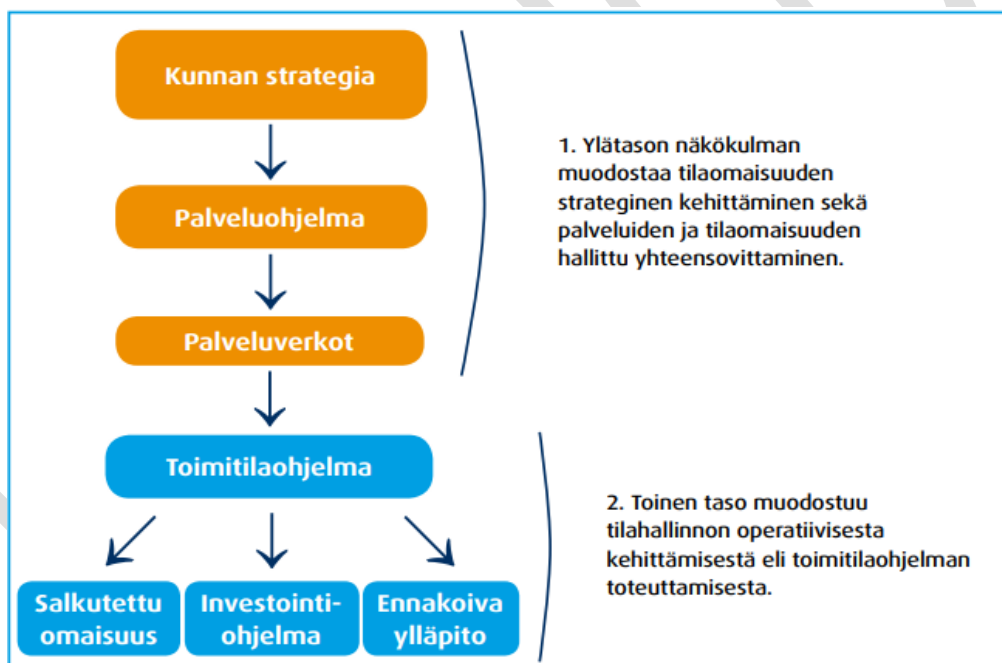 Kunnan strategia
Palveluohjelma
Palveluverkot
1. Ylätason näkökulman
muodostaa tilaomaisuuden
strateginen kehittäminen sekä
palveluiden ja tilaomaisuuden
hallittu yhteensovittaminen.
Toimitilaohjelma
Salkutettu
omaisuus
Investointi-
ohjelma
Ennakoiva
ylläpito
2. Toinen taso muodostuu
tilahallinnon operatiivisesta
kehittämisestä eli toimitilaohjelman
toteuttamisesta.